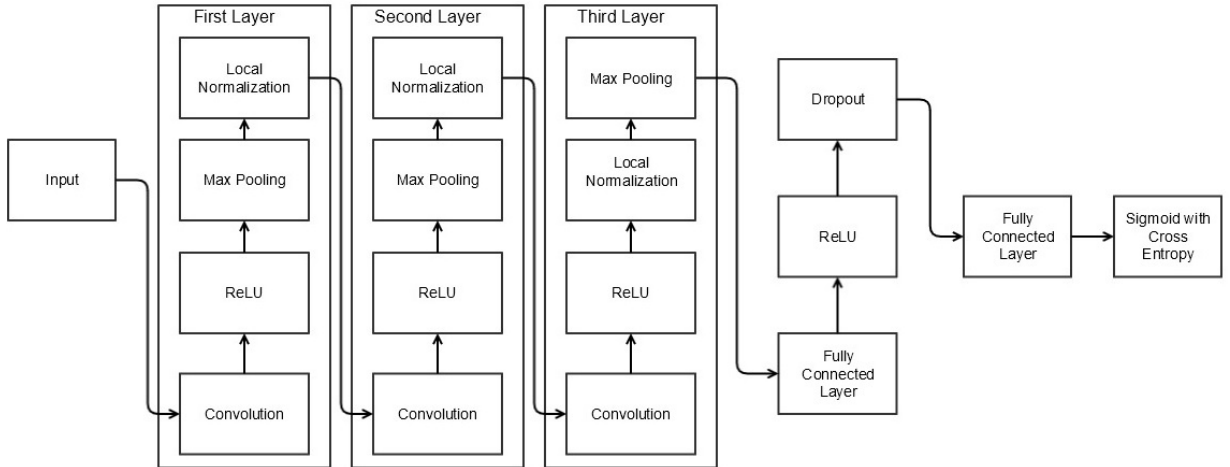 First Layer
Second Layer
Third Layer
Input
Local
Normalization
Max Pooling
ReLU
Convolution
Local
Normalization
Max Pooling
ReLU
Convolution
Max Pooling
Local
Normalization
ReLU
Convolution
Dropout
ReLU
Fully
Connected
Layer
Fully
Connected
Layer
Sigmoid with
Cross
Entropy